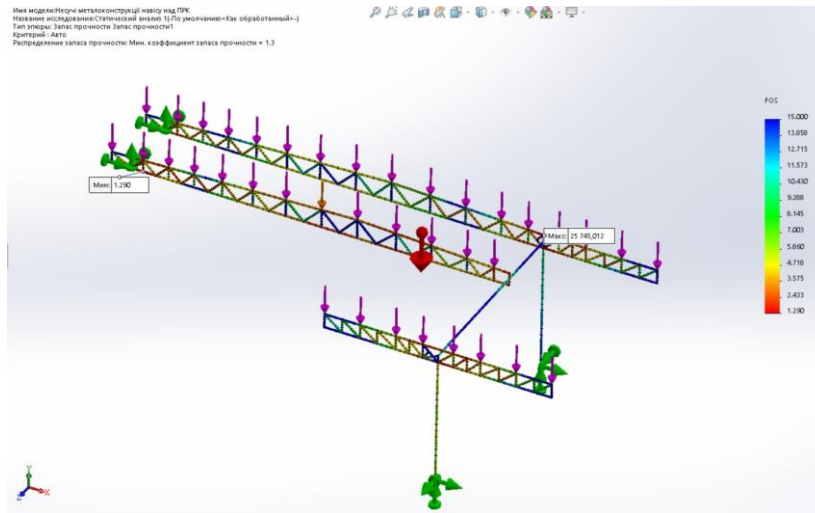 Имя модели:Несучі металоконструкції навісу над ПРК
Название исследования:Статический анализ 1(-По умолчанию<Как обработанный>-)
Тип эпюры: Запас прочности Запас прочности1
Критерий : Авто
Распределение запаса прочности: Мин. коэффициент запаса прочности = 1.3
FOS
15.000
13.858
12.715
11.573
10.430
9.288
8.145
7.003
5.860
4.718
3.575
2.433
1.290
Мин: 1.290
Макс: 25 745,012
Y
X
Z